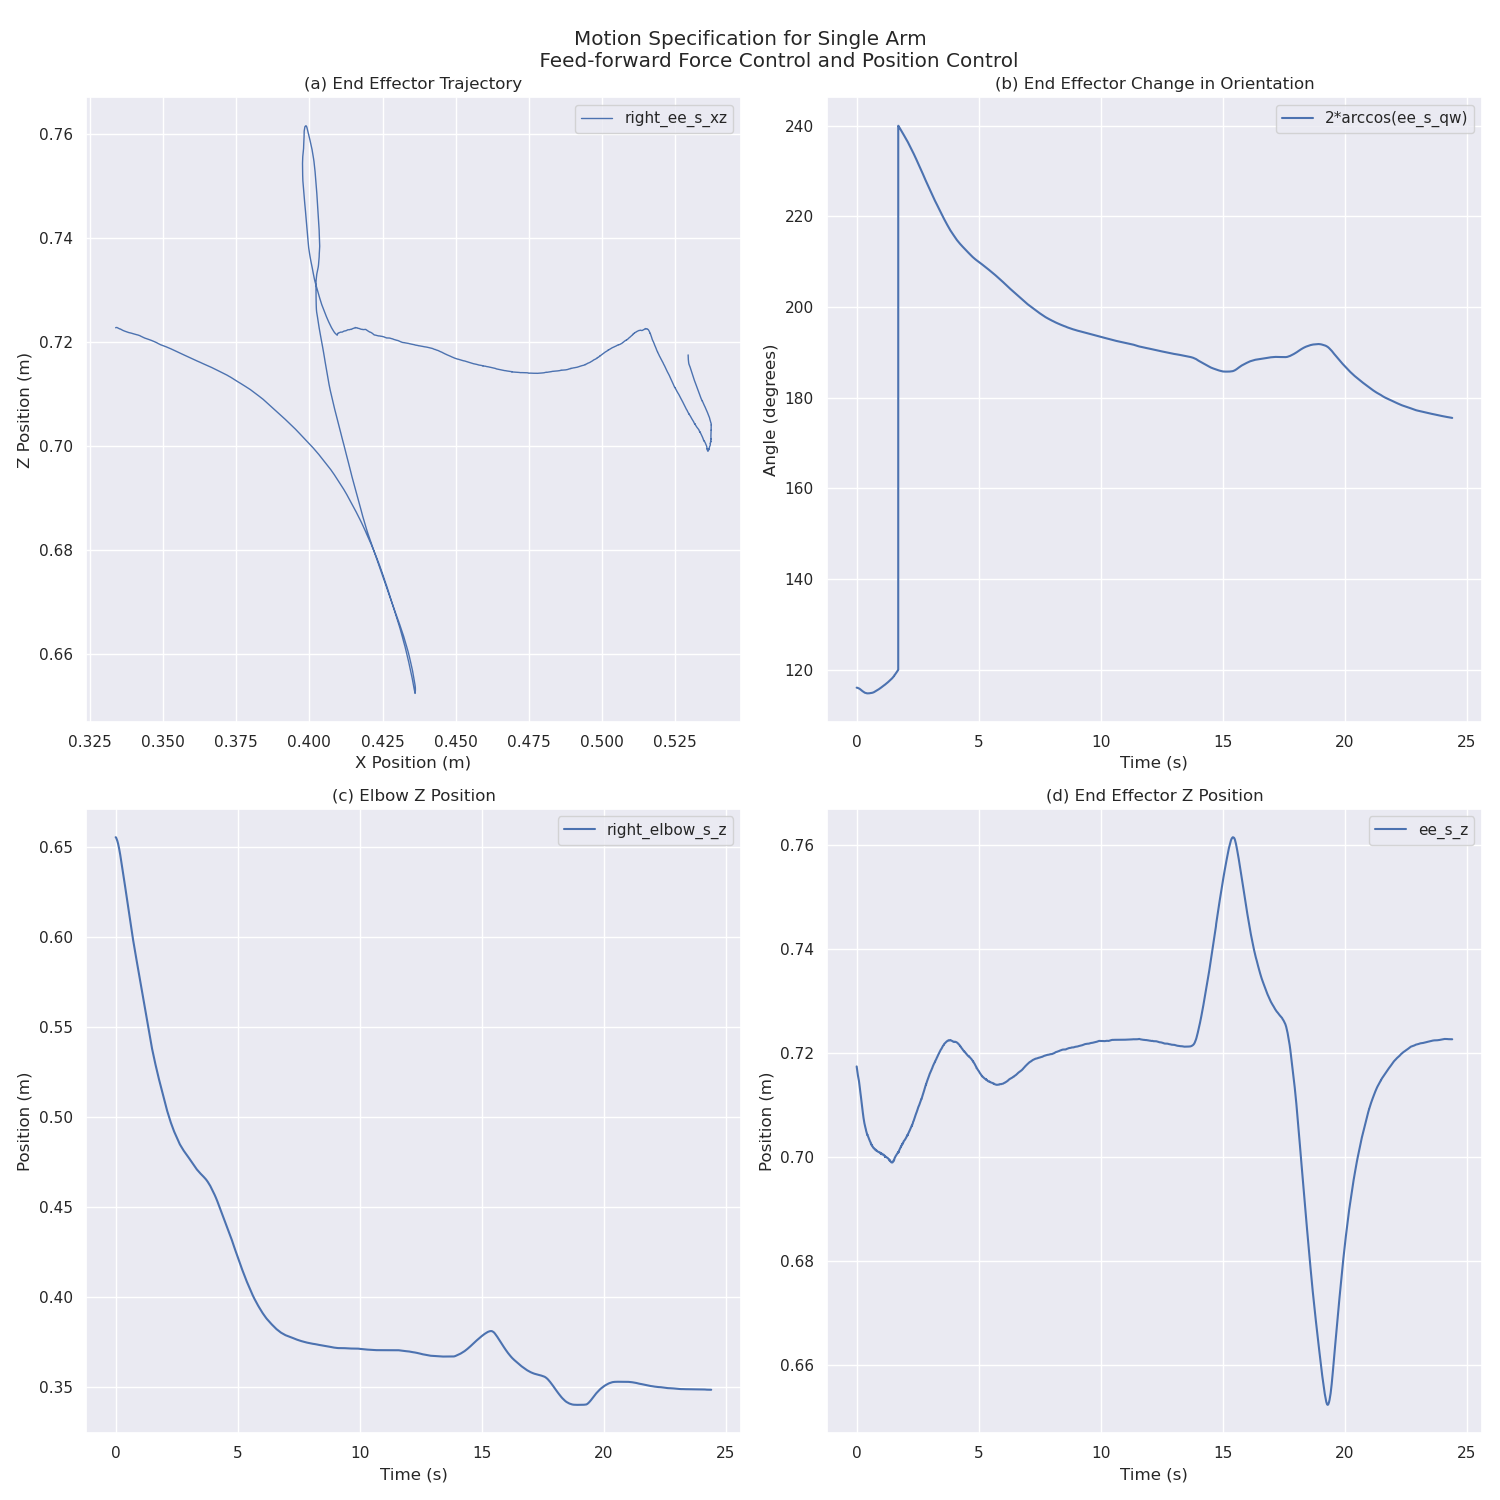 Motion Specification for Single Arm
Feed-forward Force Control and Position Control
(a) End Effector Trajectory
right_ee_s_xz
0.76
0.74
0.72
0.70
0.68
0.66
Z Position (m)
0.325 0.350 0.375 0.400 0.425 0.450 0.475 0.500 0.525
X Position (m)
(b) End Effector Change in Orientation
2*arccos(ee_s_qw)
240
220
200
180
160
140
120
Angle (degrees)
0 5 10 15 20 25
Time (s)
(c) Elbow Z Position
right_elbow_s_z
0.65
0.60
0.55
0.50
0.45
0.40
0.35
Position (m)
0 5 10 15 20 25
Time (s)
(d) End Effector Z Position
ee_s_z
0.76
0.74
0.72
0.70
0.68
0.66
Position (m)
0 5 10 15 20 25
Time (s)